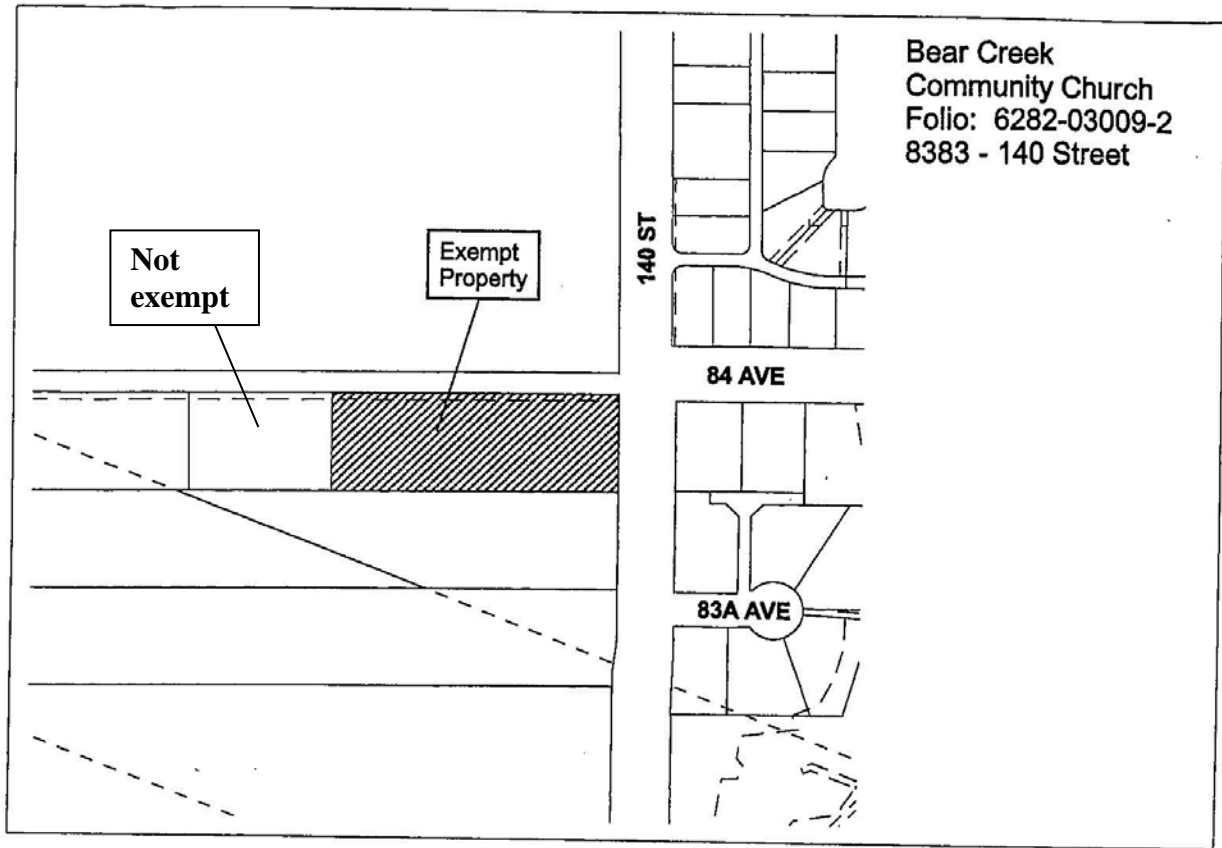 Bear Creek
Community Church
Folio: 6282-03009-2
8383 - 140 Street
Not
exempt
Exempt
Property
140 ST
84 AVE
83A AVE